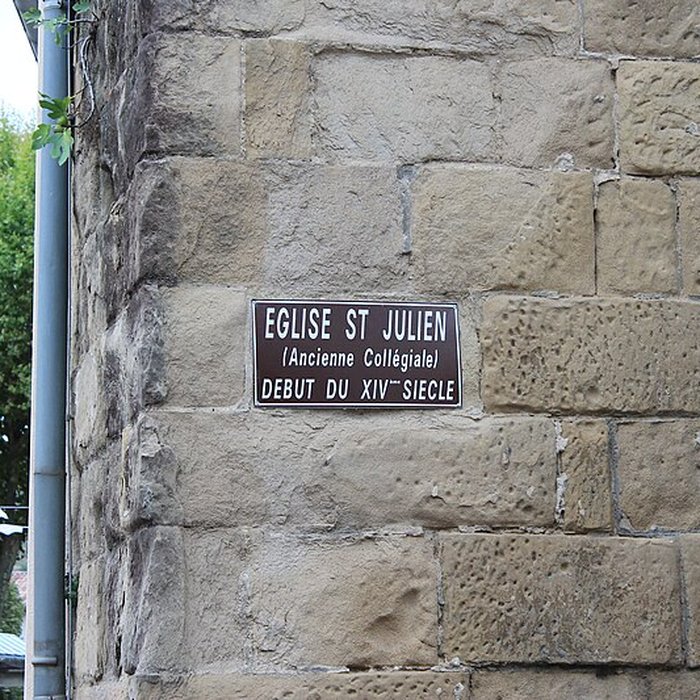 EGLISE ST JULIEN
(Ancienne Collégiale)
DEBUT DU XIVème SIECLE